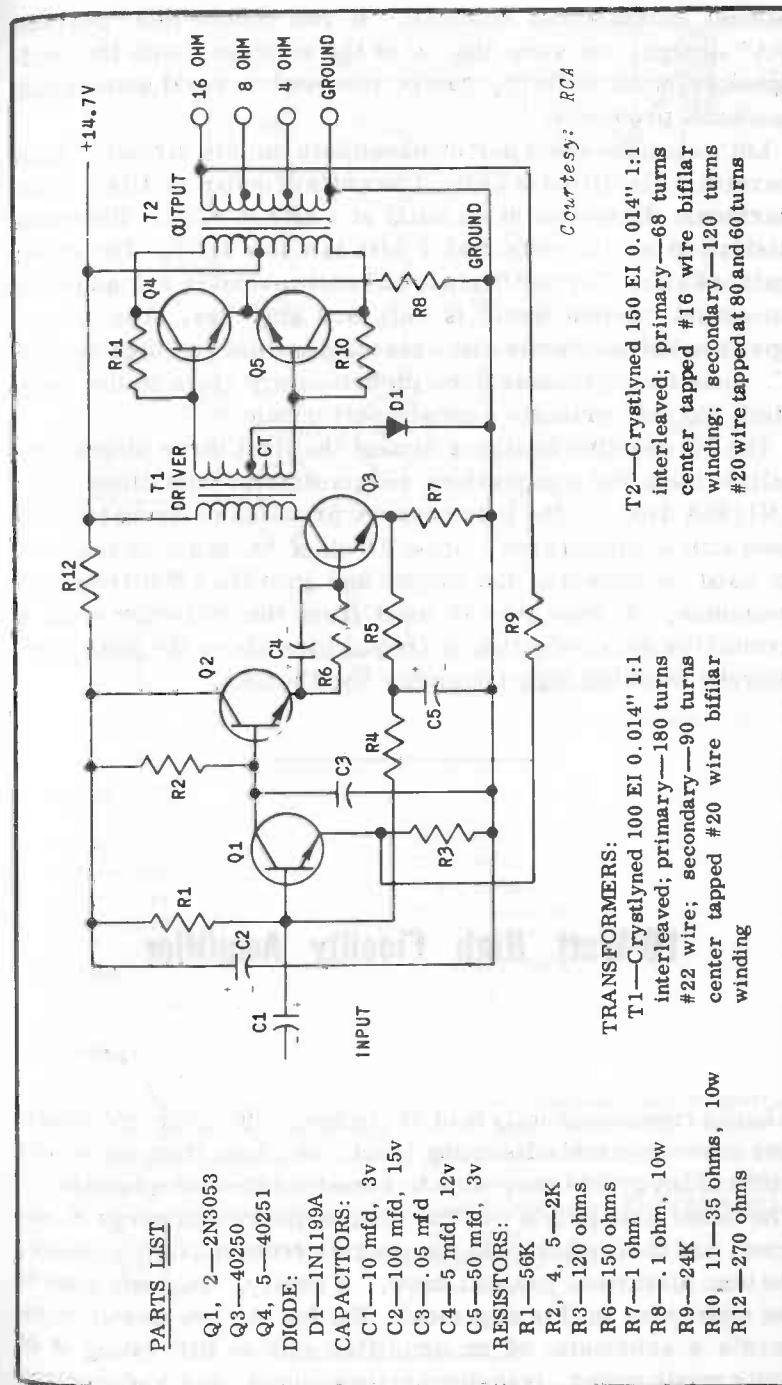 +14.7V
T2
OUTPUT
16 OHM
8 OHM
4 OHM
GROUND
R12
T1
DRIVER
CT
R11
Q4
Q5
R10
R8
D1
Q2
C4
+
-
R6
Q3
R7
R5
R2
Q1
C3
R4
C5
+
-
R3
R9
R1
C2
+
-
C1
-
+
INPUT
Courtesy: RCA
PARTS LIST
Q1, 2—2N3053
Q3—40250
Q4, 5—40251
DIODE:
D1—1N1199A
CAPACITORS:
C1—10 mfd, 3v
C2—100 mfd, 15v
C3—.05 mfd
C4—5 mfd, 12v
C5—50 mfd, 3v
RESISTORS:
R1—56K
R2, 4, 5—2K
R3—120 ohms
R6—150 ohms
R7—1 ohm
R8—.1 ohm, 10w
R9—44K
R10, 11—35 ohms, 10w
R12—270 ohms
TRANSFORMERS:
T1—Crystlyned 100 EI 0.014" 1:1
interleaved; primary—180 turns
#22 wire; secondary—90 turns
center tapped #20 wire bifilar
winding
T2—Crystlyned 150 EI 0.014" 1:1
interleaved; primary—68 turns
center taped #16 wire bifilar
winding; secondary—120 turns
#20 wire tapped at 80 and 60 turns